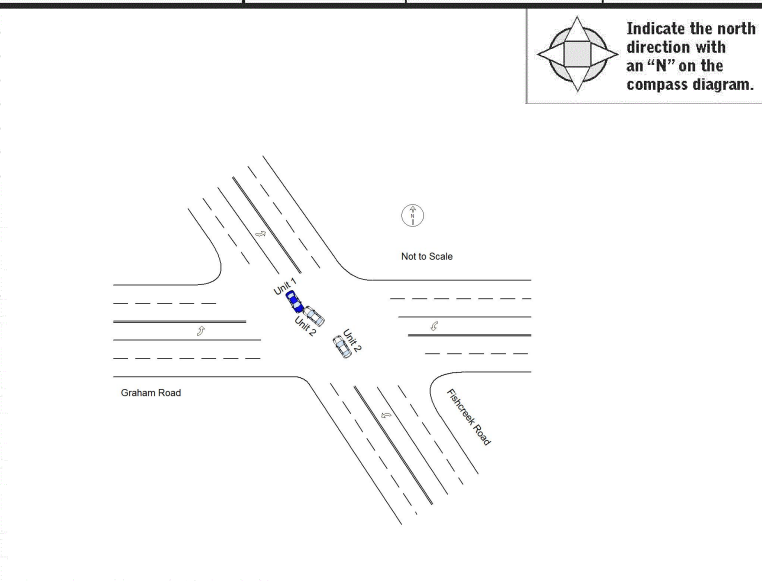 Indicate the north
direction with
an “N” on the
compass diagram.
N
Not to Scale
Unit 1
Unit 2
Unit 2
Graham Road
Fishcreek Road